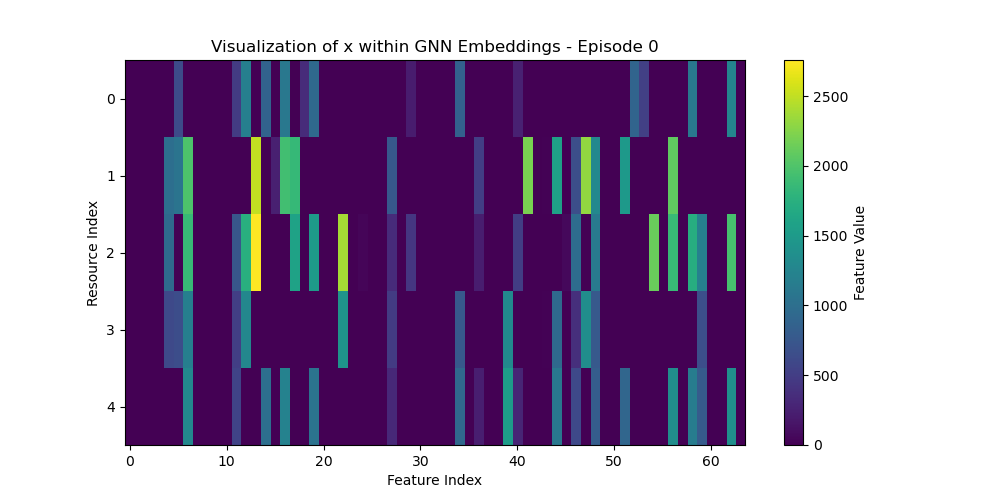 Visualization of x within GNN Embeddings - Episode 0
0
1
2
3
4
Resource Index
0 10 20 30 40 50 60
Feature Index
2500
2000
1500
1000
500
0
Feature Value